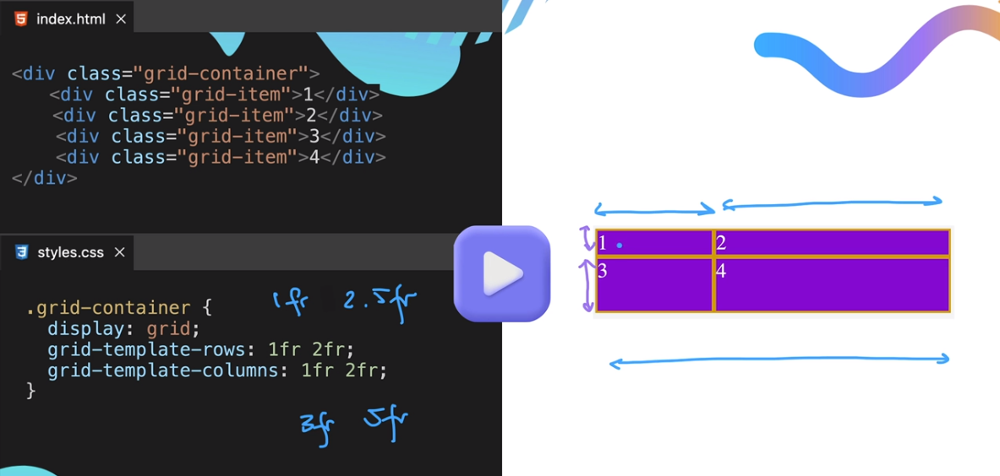 index.html
<div class="grid-container">
<div class="grid-item">1</div>
<div class="grid-item">2</div>
<div class="grid-item">3</div>
<div class="grid-item">4</div>
</div>
styles.css
.grid-container {
display: grid;
grid-template-rows: 1fr 2fr;
grid-template-columns: 1fr 2fr;
}
1fr 2.5fr
3fr 5fr
1 2
3 4